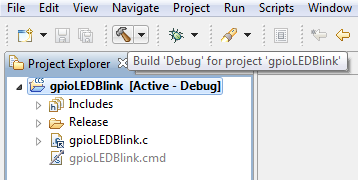 File Edit View Navigate Project Run Scripts Window
Build 'Debug' for project 'gpioLEDBlink'
Project Explorer
gpioLEDBlink [Active - Debug]
Includes
Release
gpioLEDBlink.c
gpioLEDBlink.cmd